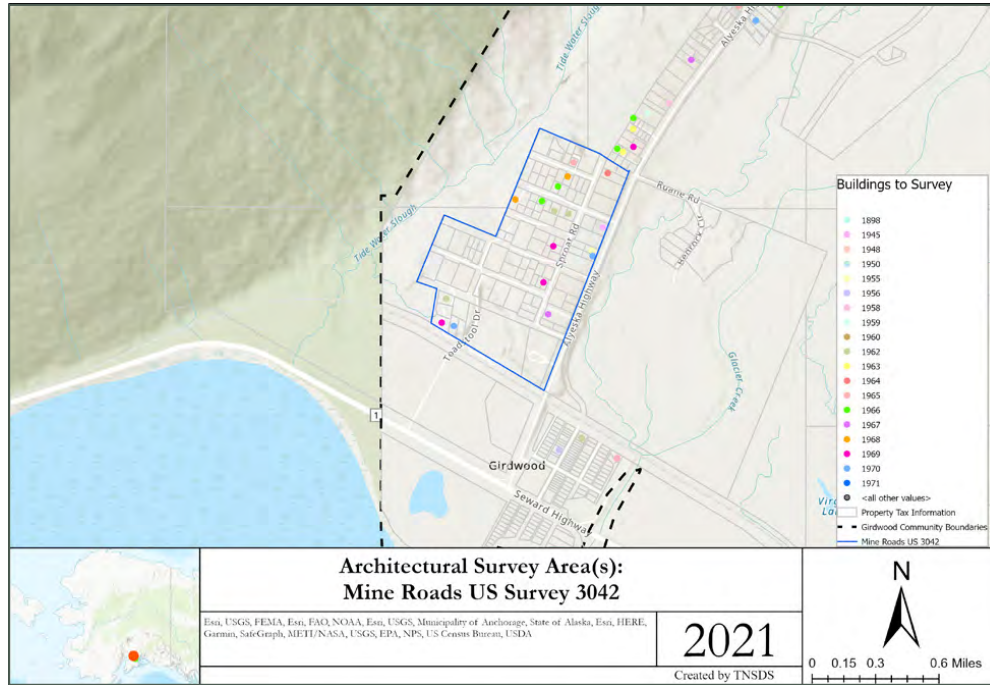 Alyeska H
Tide Water Slough
Ruane Rd
Tide Water Slough
Sproat Rd
Alyeska Highway
Toadstool Dr
Glacier Creek
1
Girdwood
Seward Highway
Buildings to Survey
1898
1945
1948
1950
1955
1956
1958
1959
1960
1962
1963
1964
1965
1966
1967
1968
1969
1970
1971
<all other values>
Property Tax Information
Girdwood Community Boundaries
Mine Roads US 3042
Architectural Survey Area(s):
Mine Roads US Survey 3042
Esri, USGS, FEMA, Esri, FAO, NOAA, Esri, USGS, Municipality of Anchorage, State of Alaska, Esri, HERE,
Garmin, SafeGraph, METI/NASA, USGS, EPA, NPS, US Census Bureau, USDA
2021
Created by TNSDS
N
0 0.15 0.3 0.6 Miles